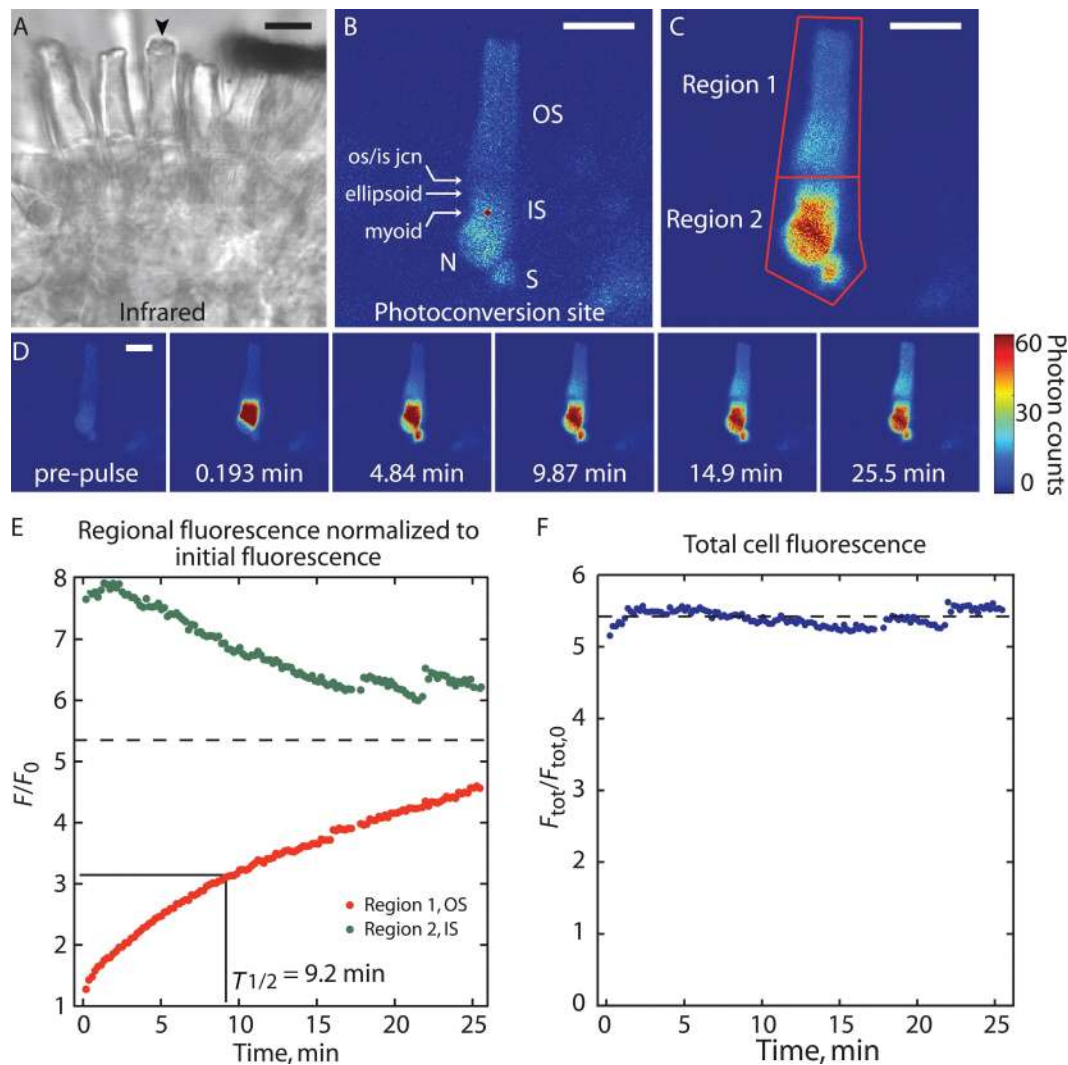 A
Infrared
B
OS
os/is jcn
ellipsoid
myoid
IS
N
S
Photoconversion site
C
Region 1
Region 2
D
pre-pulse
0.193 min
4.84 min
9.87 min
14.9 min
25.5 min
60
30
0
Photon counts
E
Regional fluorescence normalized to
initial fluorescence
8
7
6
5
4
3
2
1
F/F0
Region 1, OS
Region 2, IS
T1/2 = 9.2 min
0 5 10 15 20 25
Time, min
F
Total cell fluorescence
6
5
4
3
2
1
0
Ftot/Ftot,0
0 5 10 15 20 25
Time, min